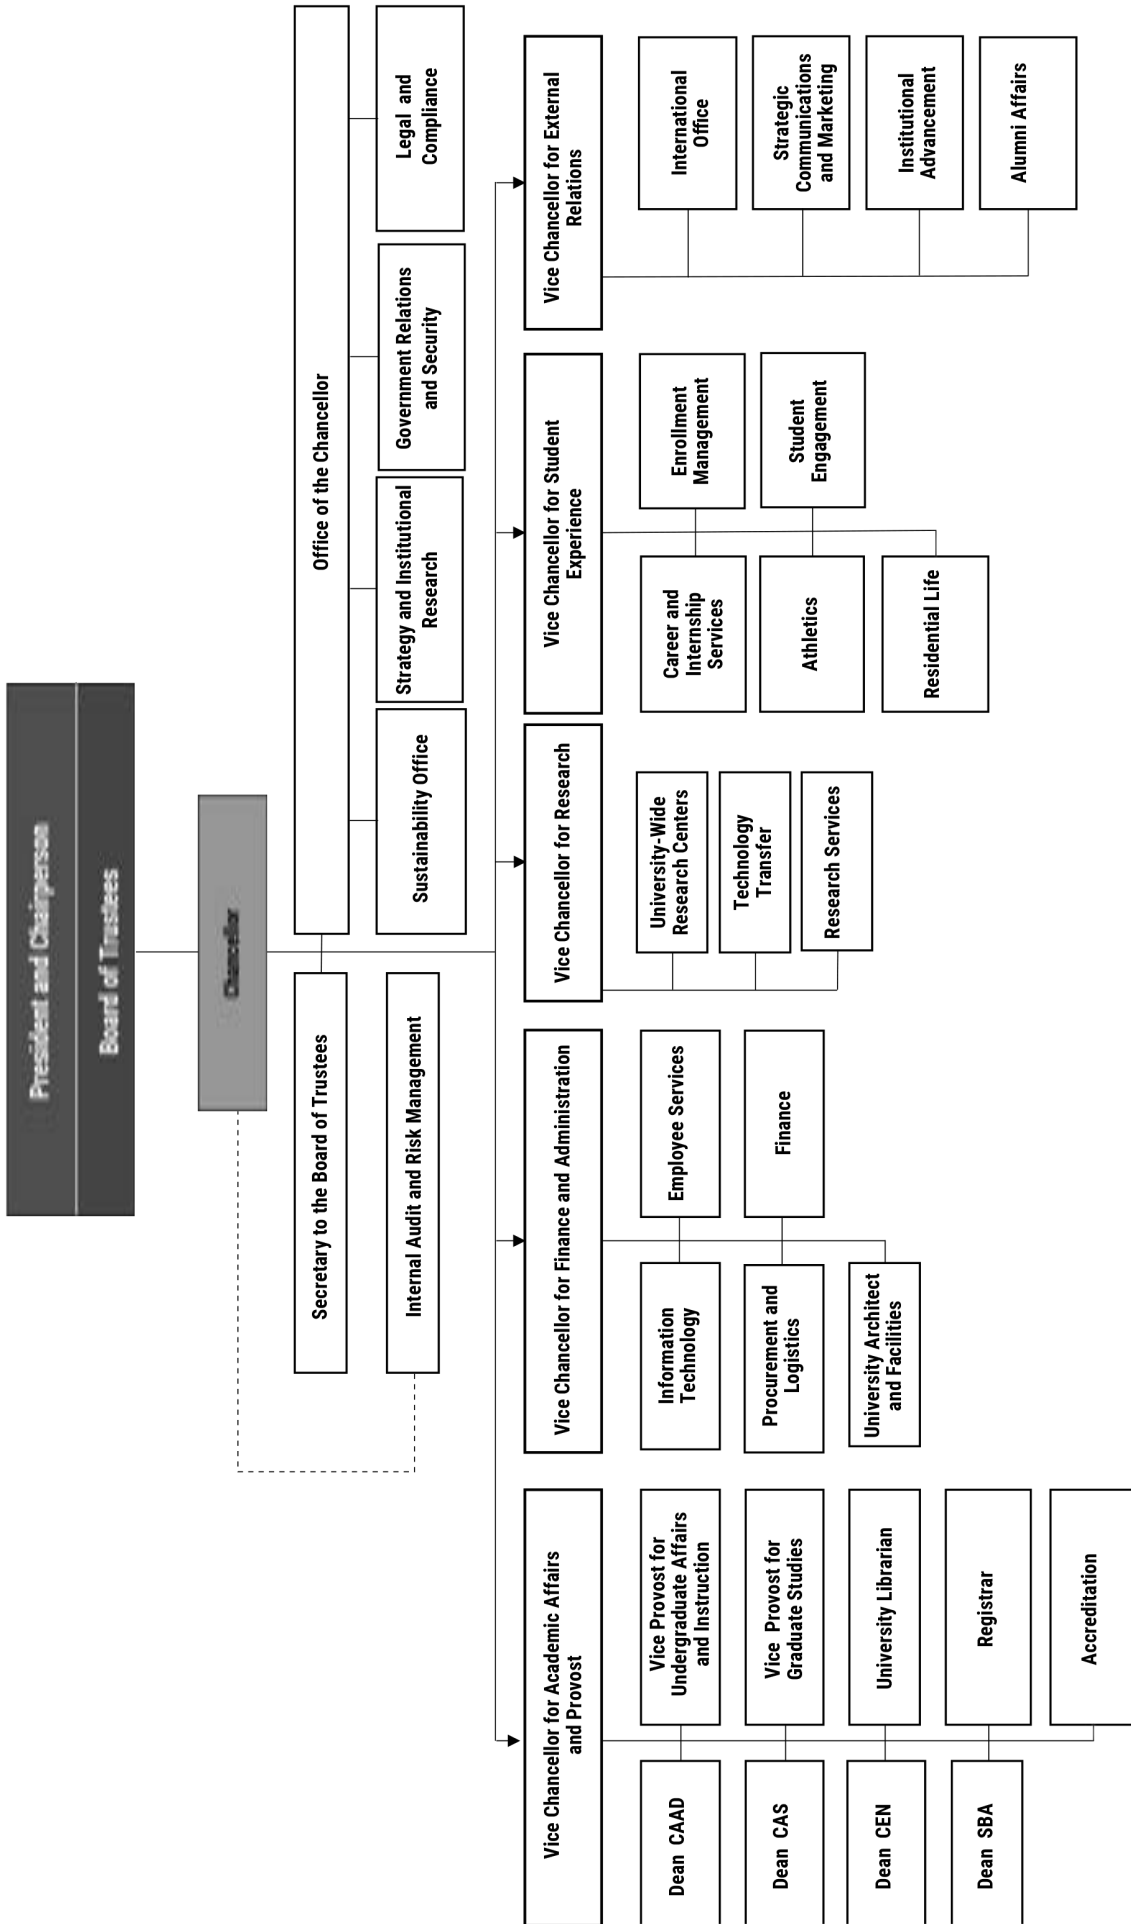 President and Chairperson
Board of Trustees
Chancellor
Secretary to the Board of Trustees
Office of the Chancellor
Internal Audit and Risk Management
Sustainability Office
Strategy and Institutional
Research
Government Relations
and Security
Legal and
Compliance
Vice Chancellor for Academic Affairs
and Provost
Dean CAAD
Vice Provost for
Undergraduate Affairs
and Instruction
Dean CAS
Vice Provost for
Graduate Studies
Dean CEN
University Librarian
Dean SBA
Registrar
Accreditation
Vice Chancellor for Finance and Administration
Information
Technology
Employee Services
Procurement and
Logistics
Finance
University Architect
and Facilities
Vice Chancellor for Research
University-Wide
Research Centers
Technology
Transfer
Research Services
Vice Chancellor for Student
Experience
Career and
Internship
Services
Enrollment
Management
Athletics
Student
Engagement
Residential Life
Vice Chancellor for External
Relations
International
Office
Strategic
Communications
and Marketing
Institutional
Advancement
Alumni Affairs